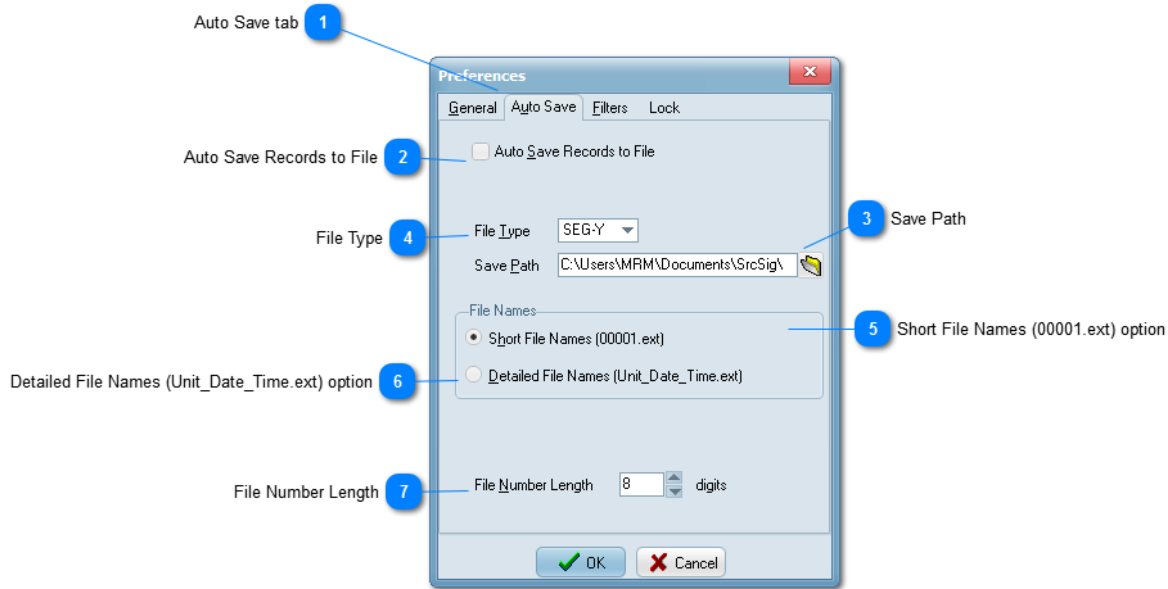 Auto Save tab 1
Preferences
General Auto Save Filters Lock
Auto Save Records to File 2
Auto Save Records to File
3 Save Path
File Type 4
File Type SEG-Y
Save Path C:\Users\MRM\Documents\SrcSig\
File Names
Short File Names (00001.ext)
5 Short File Names (00001.ext) option
Detailed File Names (Unit_Date_Time.ext) option 6
Detailed File Names (Unit_Date_Time.ext)
File Number Length 7
File Number Length 8 digits
OK Cancel